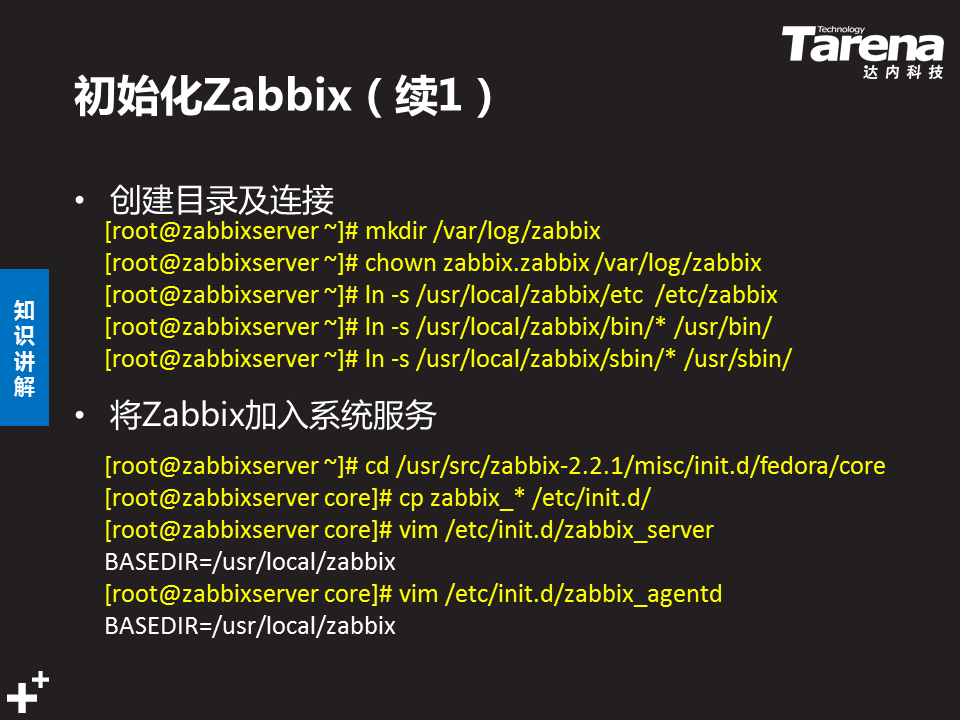 Technology
Tarena
达内科技
初始化Zabbix（续1）
• 创建目录及连接
[root@zabbixserver ~]# mkdir /var/log/zabbix
[root@zabbixserver ~]# chown zabbix.zabbix /var/log/zabbix
[root@zabbixserver ~]# ln -s /usr/local/zabbix/etc  /etc/zabbix
[root@zabbixserver ~]# ln -s /usr/local/zabbix/bin/* /usr/bin/
[root@zabbixserver ~]# ln -s /usr/local/zabbix/sbin/* /usr/sbin/
知识讲解
• 将Zabbix加入系统服务
[root@zabbixserver ~]# cd /usr/src/zabbix-2.2.1/misc/init.d/fedora/core
[root@zabbixserver core]# cp zabbix_* /etc/init.d/
[root@zabbixserver core]# vim /etc/init.d/zabbix_server
BASEDIR=/usr/local/zabbix
[root@zabbixserver core]# vim /etc/init.d/zabbix_agentd
BASEDIR=/usr/local/zabbix